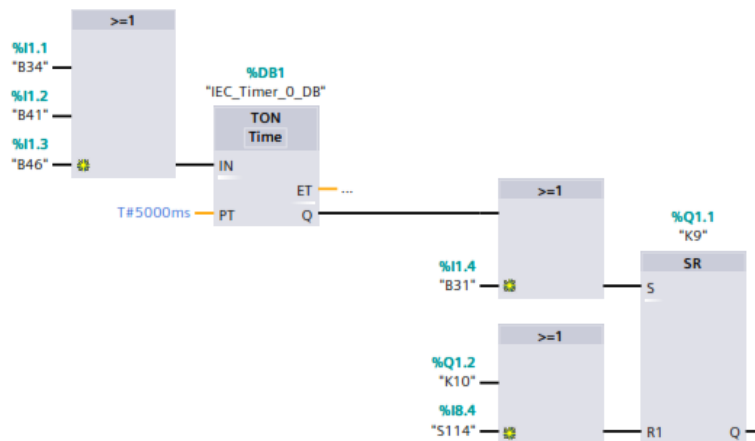 >=1
%I1.1
"B34"
%I1.2
"B41"
%I1.3
"B46"
%DB1
"IEC_Timer_0_DB"
TON
Time
IN
ET ...
T#5000ms PT Q
>=1
%I1.4
"B31"
%Q1.1
"K9"
SR
S
>=1
%Q1.2
"K10"
%I8.4
"S114"
R1 Q